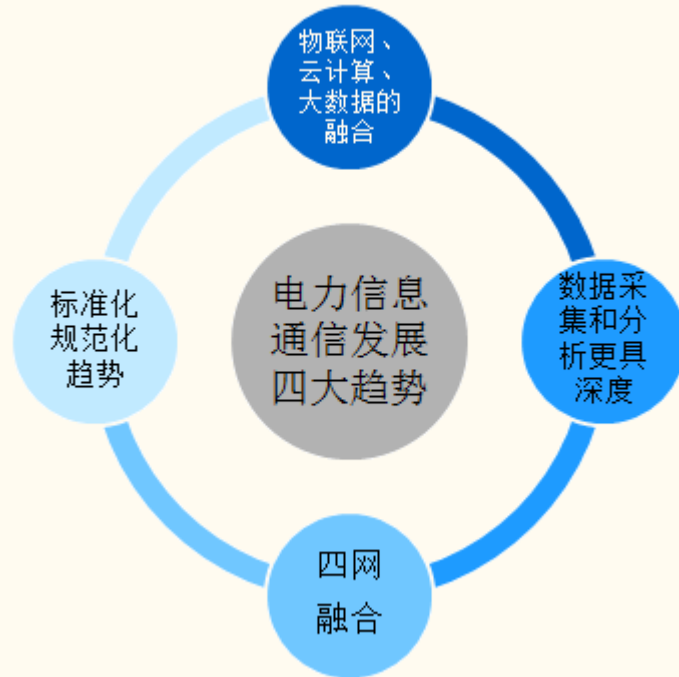 物联网、
云计算、
大数据的
融合
电力信息
通信发展
四大趋势
数据采
集和分
析更具
深度
标准化
规范化
趋势
四网
融合